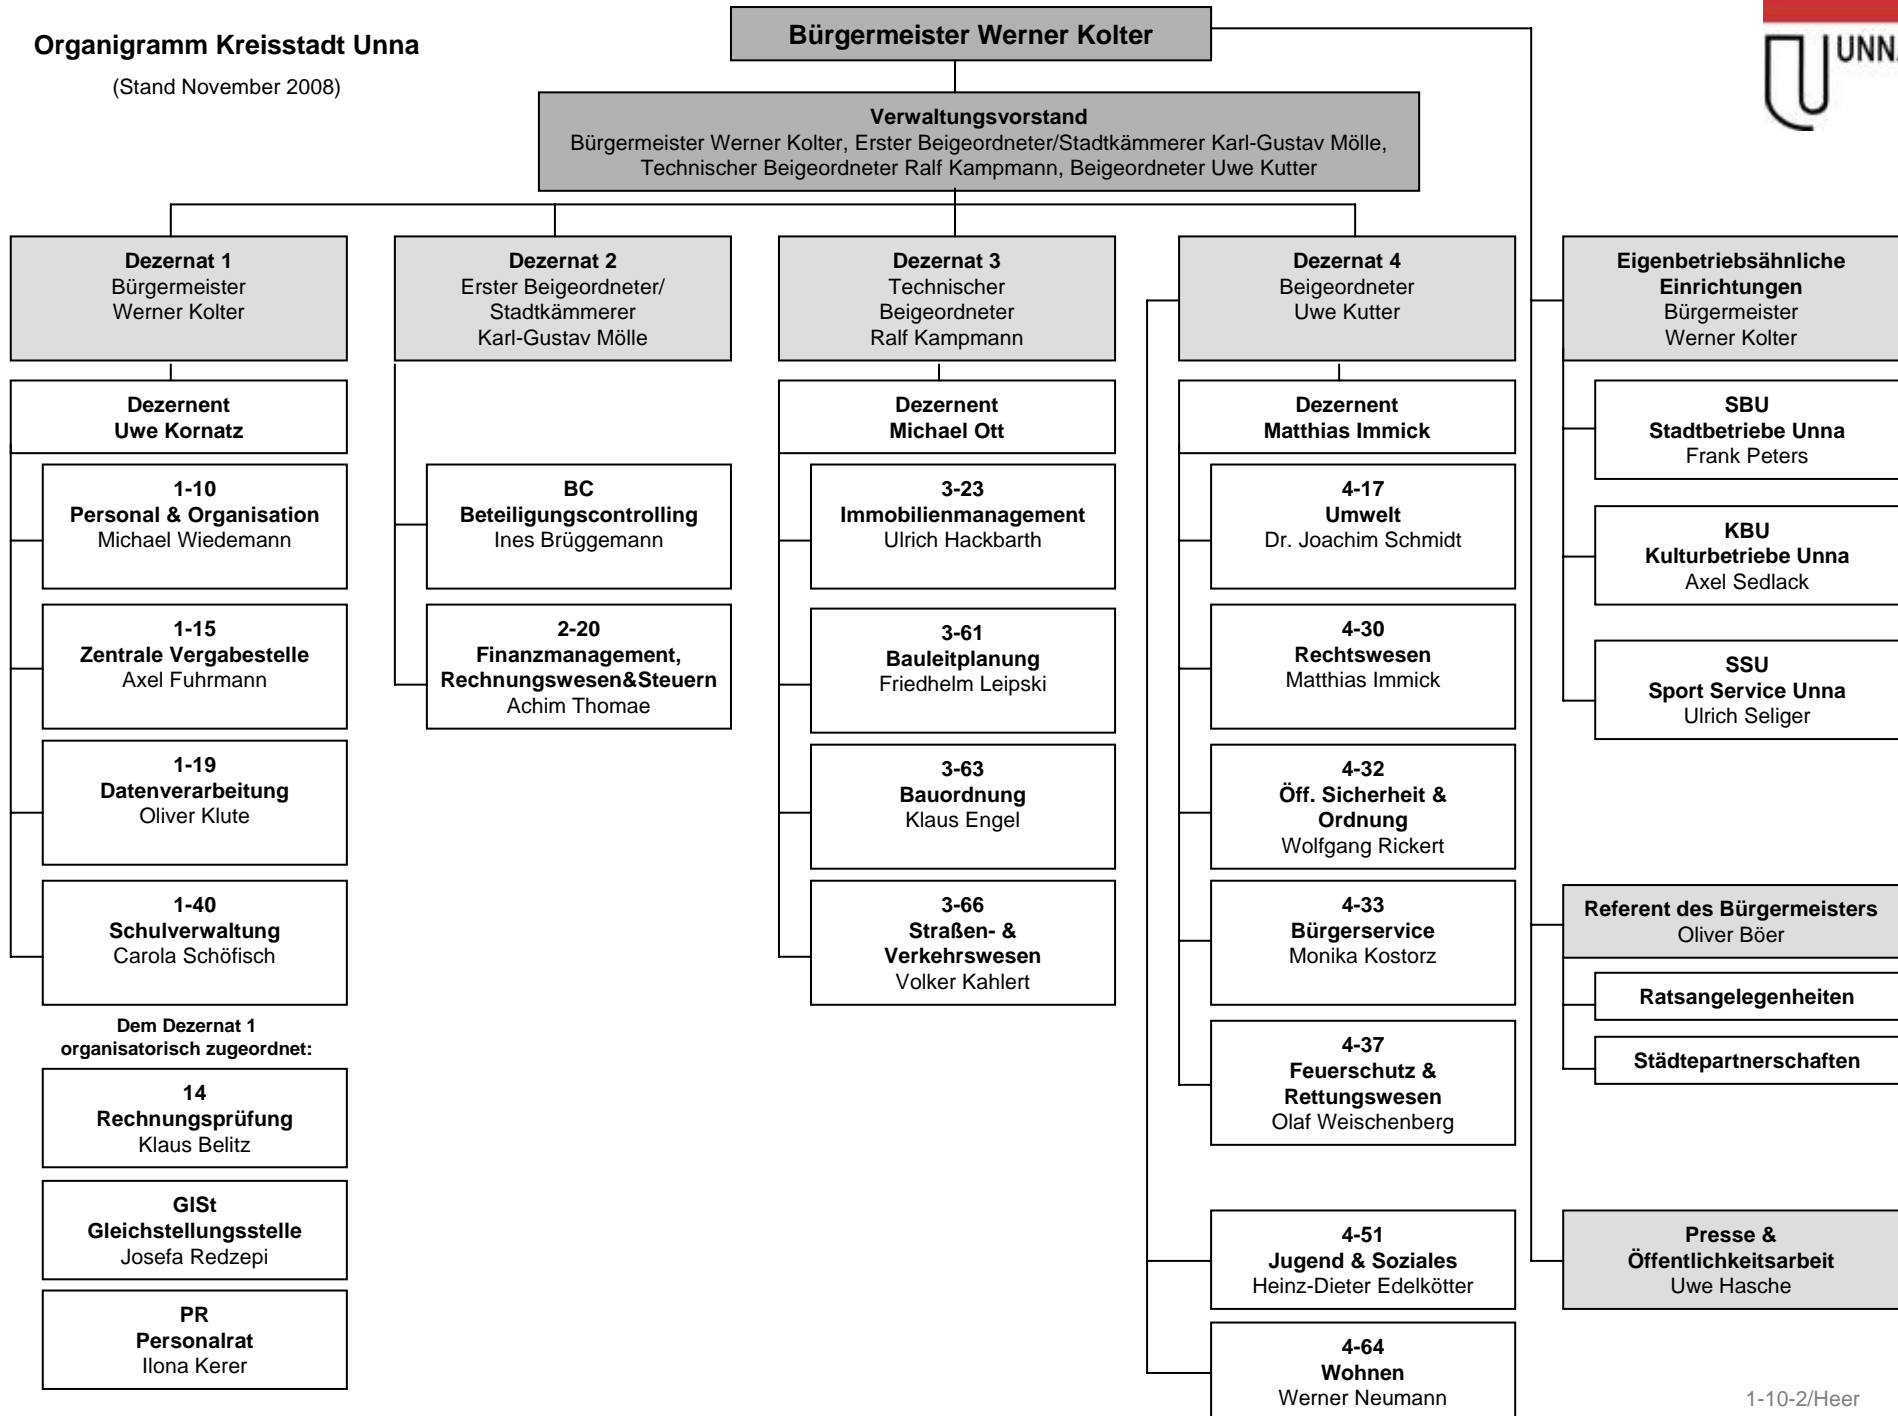 Organigramm Kreisstadt Unna
(Stand November 2008)
Bürgermeister Werner Kolter
Verwaltungsvorstand
Bürgermeister Werner Kolter, Erster Beigeordneter/Stadtkämmerer Karl-Gustav Mölle,
Technischer Beigeordneter Ralf Kampmann, Beigeordneter Uwe Kutter
Dezernat 1
Bürgermeister
Werner Kolter
Dezernent
Uwe Kornatz
1-10
Personal & Organisation
Michael Wiedemann
1-15
Zentrale Vergabestelle
Axel Fuhrmann
1-19
Datenverarbeitung
Oliver Klute
1-40
Schulverwaltung
Carola Schöfisch
Dem Dezernat 1
organisatorisch zugeordnet:
14
Rechnungsprüfung
Klaus Belitz
GlSt
Gleichstellungsstelle
Josefa Redzepi
PR
Personalrat
Ilona Kerer
Dezernat 2
Erster Beigeordneter/
Stadtkämmerer
Karl-Gustav Mölle
BC
Beteiligungscontrolling
Ines Brüggemann
2-20
Finanzmanagement,
Rechnungswesen&Steuern
Achim Thomae
Dezernat 3
Technischer
Beigeordneter
Ralf Kampmann
Dezernent
Michael Ott
3-23
Immobilienmanagement
Ulrich Hackbarth
3-61
Bauleitplanung
Friedhelm Leipski
3-63
Bauordnung
Klaus Engel
3-66
Straßen- &
Verkehrswesen
Volker Kahlert
Dezernat 4
Beigeordneter
Uwe Kutter
Dezernent
Matthias Immick
4-17
Umwelt
Dr. Joachim Schmidt
4-30
Rechtswesen
Matthias Immick
4-32
Öff. Sicherheit &
Ordnung
Wolfgang Rickert
4-33
Bürgerservice
Monika Kostorz
4-37
Feuerschutz &
Rettungswesen
Olaf Weischenberg
4-51
Jugend & Soziales
Heinz-Dieter Edelkötter
4-64
Wohnen
Werner Neumann
UNNA
Eigenbetriebsähnliche
Einrichtungen
Bürgermeister
Werner Kolter
SBU
Stadtbetriebe Unna
Frank Peters
KBU
Kulturbetriebe Unna
Axel Sedlack
SSU
Sport Service Unna
Ulrich Seliger
Referent des Bürgermeisters
Oliver Böer
Ratsangelegenheiten
Städtepartnerschaften
Presse &
Öffentlichkeitsarbeit
Uwe Hasche
1-10-2/Heer